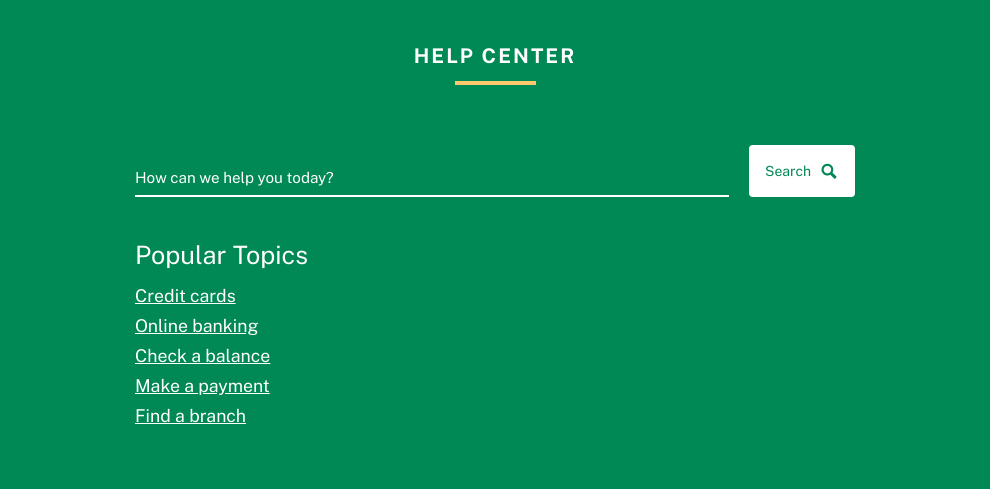 HELP CENTER
How can we help you today?
Search
Popular Topics
Credit cards
Online banking
Check a balance
Make a payment
Find a branch